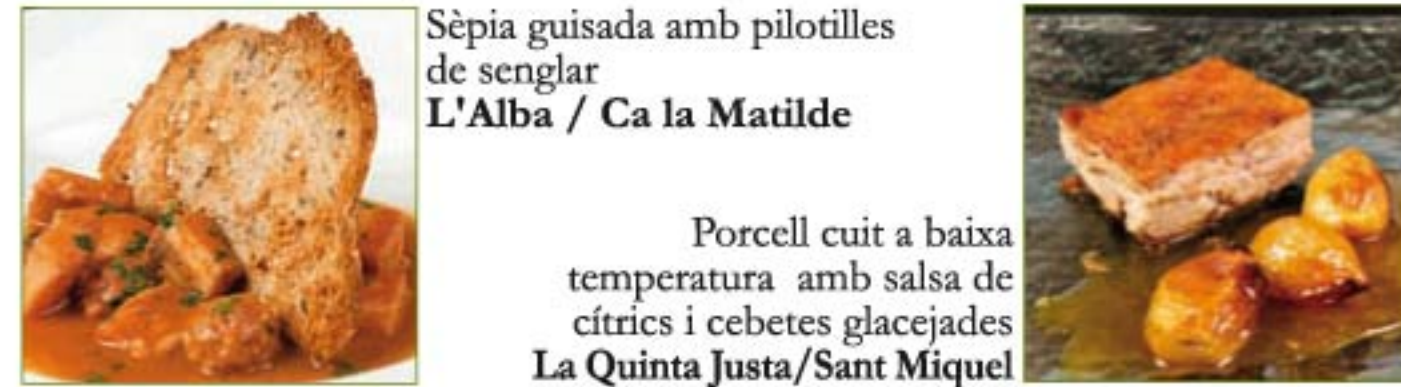 Sèpia guisada amb pilotilles
de senglar
L'Alba / Ca la Matilde
Porcell cuit a baixa
temperatura amb salsa de
cítrics i cebetes glacejades
La Quinta Justa/Sant Miquel